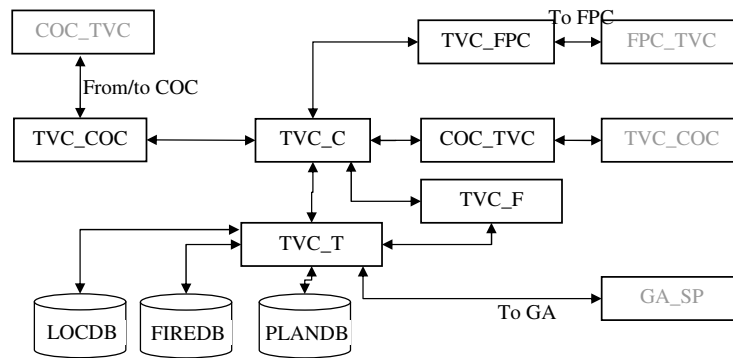 To FPC
COC_TVC
TVC_FPC
FPC_TVC
From/to COC
TVC_COC
TVC_C
COC_TVC
TVC_COC
TVC_F
TVC_T
GA_SP
To GA
LOCDB
FIREDB
PLANDB